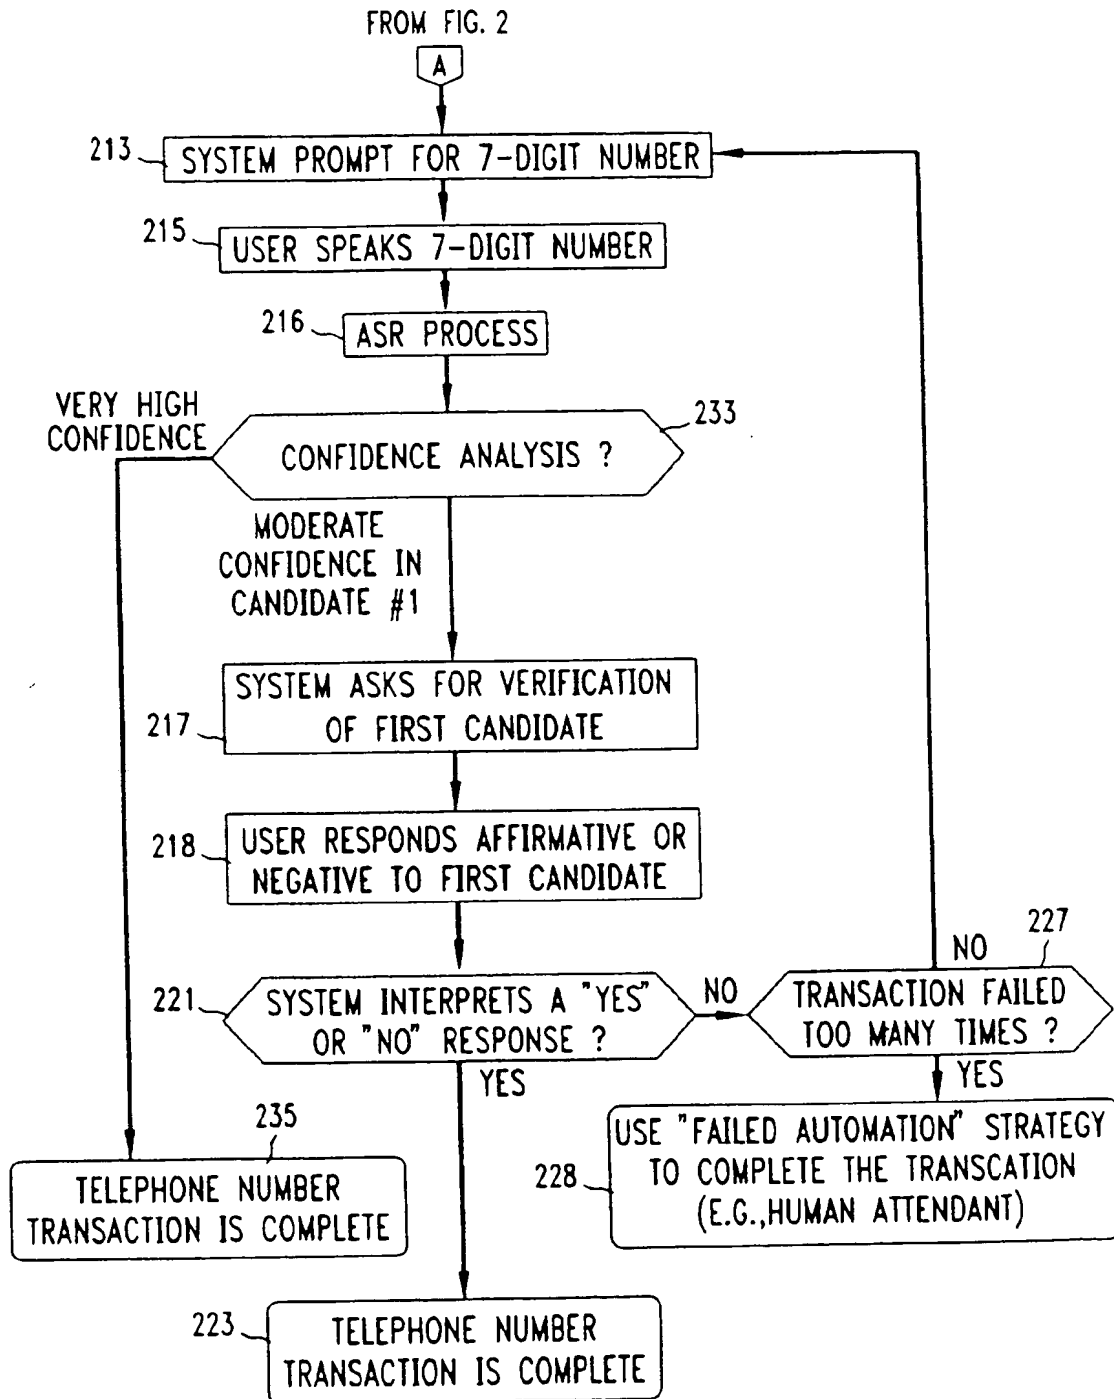 FROM FIG. 2
A
213
SYSTEM PROMPT FOR 7-DIGIT NUMBER
215
USER SPEAKS 7-DIGIT NUMBER
216
ASR PROCESS
VERY HIGH
CONFIDENCE
233
CONFIDENCE ANALYSIS ?
MODERATE
CONFIDENCE IN
CANDIDATE #1
217
SYSTEM ASKS FOR VERIFICATION
OF FIRST CANDIDATE
218
USER RESPONDS AFFIRMATIVE OR
NEGATIVE TO FIRST CANDIDATE
221
SYSTEM INTERPRETS A "YES"
OR "NO" RESPONSE ?
NO
YES
227
NO
TRANSACTION FAILED
TOO MANY TIMES ?
YES
235
TELEPHONE NUMBER
TRANSACTION IS COMPLETE
228
USE "FAILED AUTOMATION" STRATEGY
TO COMPLETE THE TRANSCATION
(E.G.,HUMAN ATTENDANT)
223
TELEPHONE NUMBER
TRANSACTION IS COMPLETE